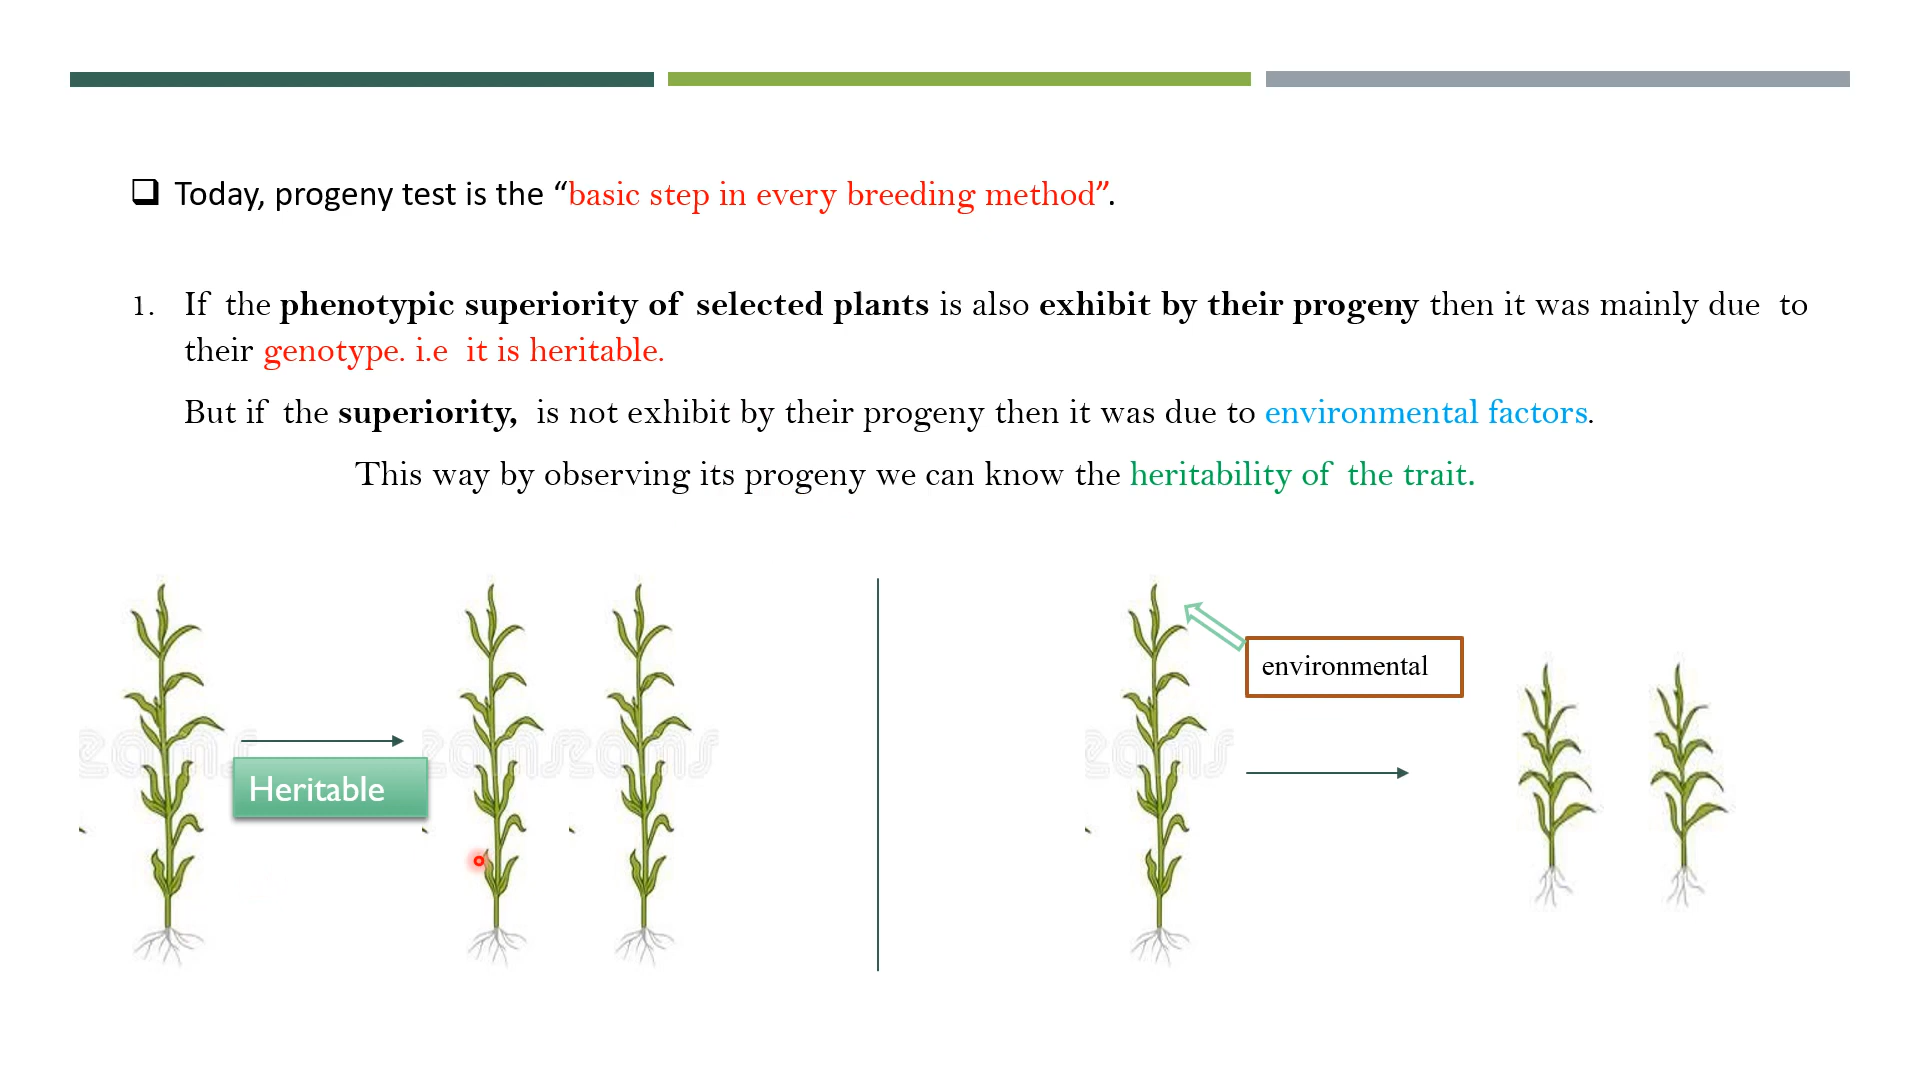 ❑ Today, progeny test is the “basic step in every breeding method”.
1. If the phenotypic superiority of selected plants is also exhibit by their progeny then it was mainly due to
their genotype. i.e it is heritable.
But if the superiority, is not exhibit by their progeny then it was due to environmental factors.
This way by observing its progeny we can know the heritability of the trait.
environmental
Heritable